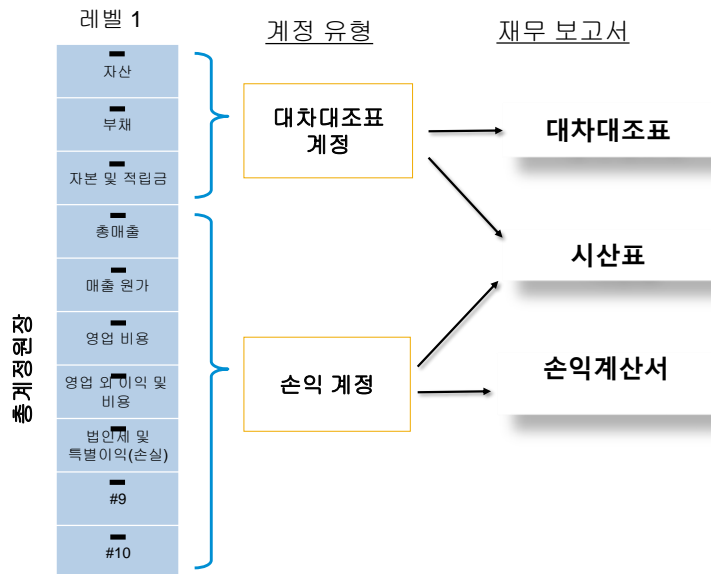 레벨 1
계정 유형
재무 보고서
총계정원장
자산
부채
자본 및 적립금
총매출
매출 원가
영업 비용
영업 외 이익 및
비용
법인세 및
특별이익(손실)
#9
#10
대차대조표
계정
손익 계정
대차대조표
시산표
손익계산서